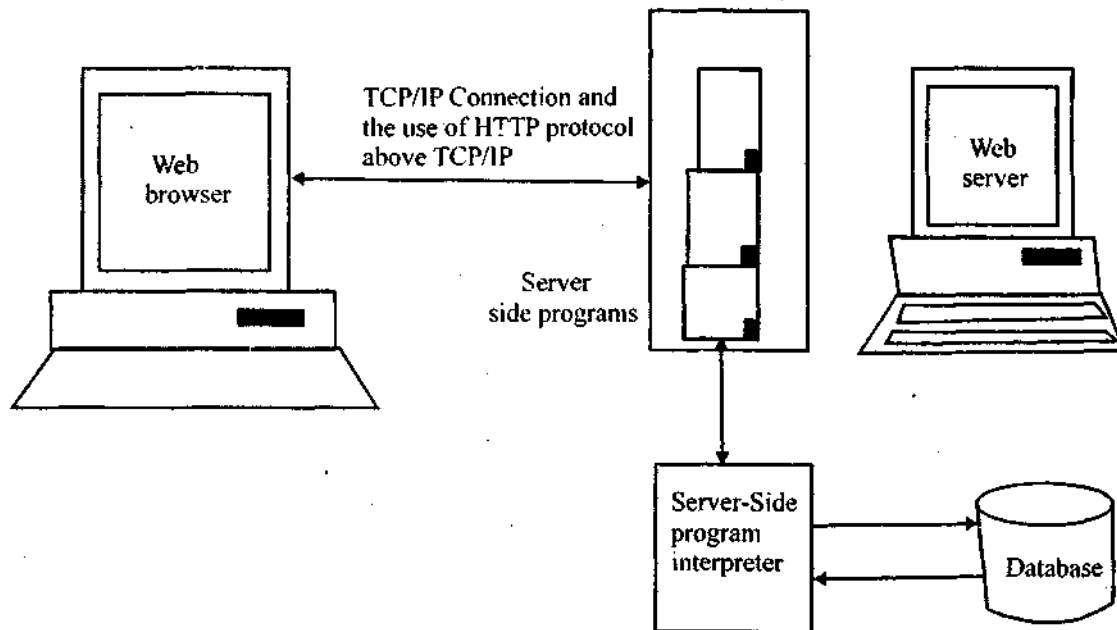 TCP/IP Connection and
the use of HTTP protocol
above TCP/IP
Web
browser
Web
server
Server
side programs
Server-Side
program
interpreter
Database